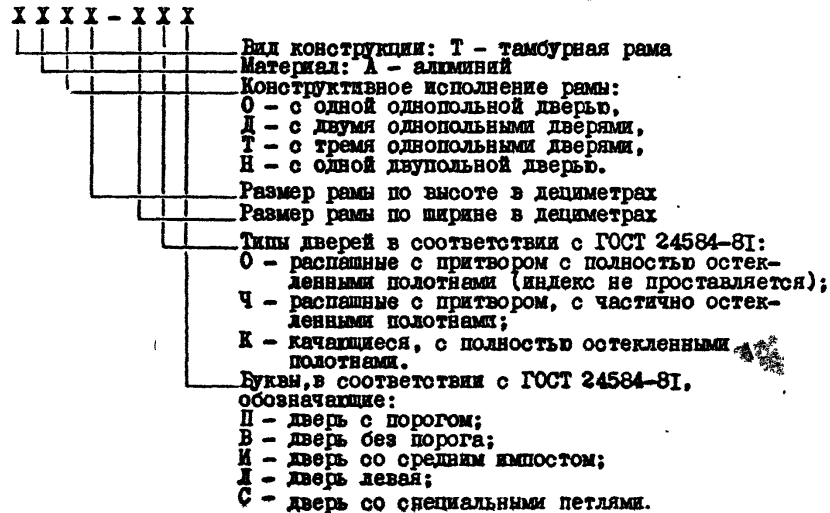 Х Х Х Х - Х Х Х
Вид конструкции: Т - тамбурная рама
Материал: А - алюминий
Конструктивное исполнение рамы:
О - с одной однопольной дверью,
Д - с двумя однопольными дверями,
Т - с тремя однопольными дверями,
Н - с одной двупольной дверью.
Размер рамы по высоте в дециметрах
Размер рамы по ширине в дециметрах
Типы дверей в соответствии с ГОСТ 24584-81:
О - распашные с притвором с полностью остек-
ленными полотнами (индекс не проставляется);
Ч - распашные с притвором, с частично остек-
ленными полотнами;
К - качающиеся, с полностью остекленными
полотнами.
Буквы, в соответствии с ГОСТ 24584-81,
обозначающие:
П - дверь с порогом;
В - дверь без порога;
И - дверь со средним импостом;
Л - дверь левая;
С - дверь со специальными петлями.